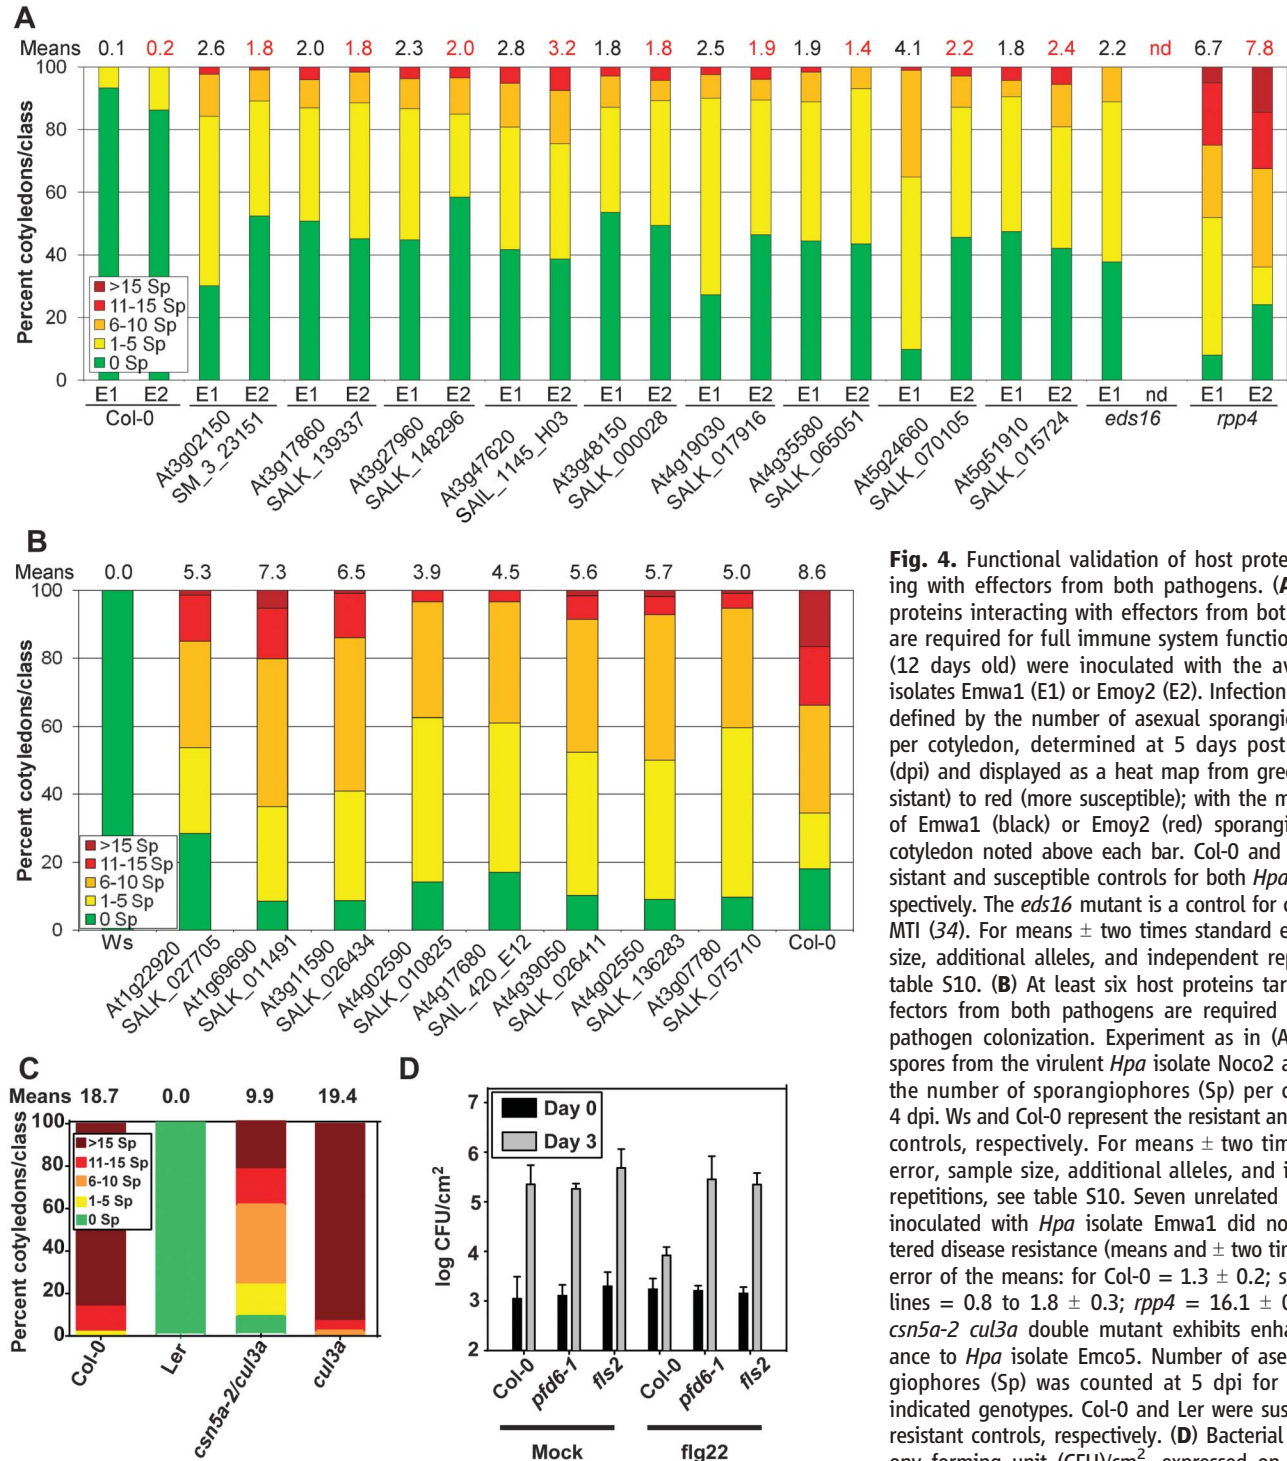 A
Means 0.1 0.2 2.6 1.8 2.0 1.8 2.3 2.0 2.8 3.2 1.8 1.8 2.5 1.9 1.9 1.4 4.1 2.2 1.8 2.4 2.2 nd 6.7 7.8
Percent cotyledons/class
100
80
60
40
20
0
>15 Sp
11-15 Sp
6-10 Sp
1-5 Sp
0 Sp
E1 E2 E1 E2 E1 E2 E1 E2 E1 E2 E1 E2 E1 E2 E1 E2 E1 E2 E1 E2 E1 nd E1 E2
Col-0
At3g02150
SM_3_23151
At3g17860
SALK_139337
At3g27960
SALK_148296
At3g47620
SAIL_1145_H03
At3g48150
SALK_000028
At4g19030
SALK_017916
At4g35580
SALK_065051
At5g24660
SALK_070105
At5g51910
SALK_015724
eds16
rpp4
B
Means 0.0 5.3 7.3 6.5 3.9 4.5 5.6 5.7 5.0 8.6
Percent cotyledons/class
100
80
60
40
20
0
>15 Sp
11-15 Sp
6-10 Sp
1-5 Sp
0 Sp
Ws
At1g22920
SALK_027705
At1g69690
SALK_011491
At3g11590
SALK_026434
At4g02590
SALK_010825
At4g17680
SAIL_420_E12
At4g39050
SALK_026411
At4g02550
SALK_136283
At3g07780
SALK_075710
Col-0
C
Means 18.7 0.0 9.9 19.4
Percent cotyledons/class
100
80
60
40
20
0
>15 Sp
11-15 Sp
6-10 Sp
1-5 Sp
0 Sp
Col-0
Ler
csn5a-2/cul3a
cul3a
D
log CFU/cm²
7
6
5
4
3
2
Day 0
Day 3
Col-0
pfd6-1
fls2
Col-0
pfd6-1
fls2
Mock
flg22
Fig. 4. Functional validation of host prote
ing with effectors from both pathogens. (A
proteins interacting with effectors from bot
are required for full immune system functio
(12 days old) were inoculated with the av
isolates Emwa1 (E1) or Emoy2 (E2). Infection
defined by the number of asexual sporangio
per cotyledon, determined at 5 days post
(dpi) and displayed as a heat map from gree
sistant) to red (more susceptible); with the m
of Emwa1 (black) or Emoy2 (red) sporangi
cotyledon noted above each bar. Col-0 and
sistant and susceptible controls for both Hpa
spectively. The eds16 mutant is a control for d
MTI (34). For means ± two times standard e
size, additional alleles, and independent rep
table S10. (B) At least six host proteins tar
fectors from both pathogens are required
pathogen colonization. Experiment as in (A
spores from the virulent Hpa isolate Noco2 a
the number of sporangiophores (Sp) per c
4 dpi. Ws and Col-0 represent the resistant an
controls, respectively. For means ± two tim
error, sample size, additional alleles, and i
repetitions, see table S10. Seven unrelated
inoculated with Hpa isolate Emwa1 did no
tered disease resistance (means and ± two tim
error of the means: for Col-0 = 1.3 ± 0.2; s
lines = 0.8 to 1.8 ± 0.3; rpp4 = 16.1 ± 0
csn5a-2 cul3a double mutant exhibits enha
ance to Hpa isolate Emco5. Number of ase
giophores (Sp) was counted at 5 dpi for
indicated genotypes. Col-0 and Ler were sus
resistant controls, respectively. (D) Bacterial